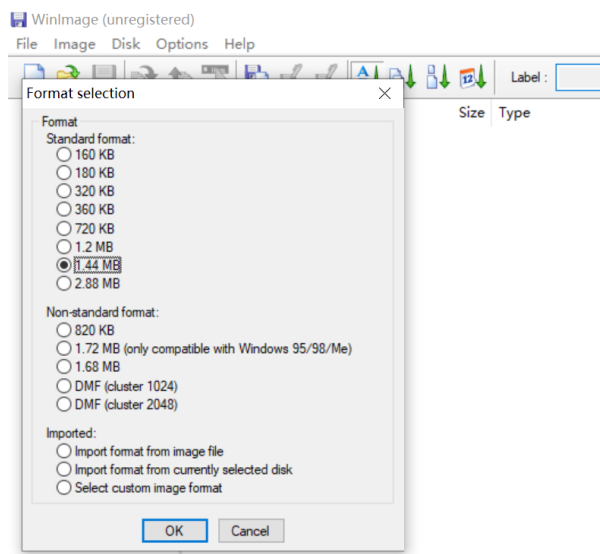 WinImage (unregistered)
File Image Disk Options Help
A
12
Label :
Format selection
Size Type
Format
Standard format:
160 KB
180 KB
320 KB
360 KB
720 KB
1.2 MB
1.44 MB
2.88 MB
Non-standard format:
820 KB
1.72 MB (only compatible with Windows 95/98/Me)
1.68 MB
DMF (cluster 1024)
DMF (cluster 2048)
Imported:
Import format from image file
Import format from currently selected disk
Select custom image format
OK Cancel